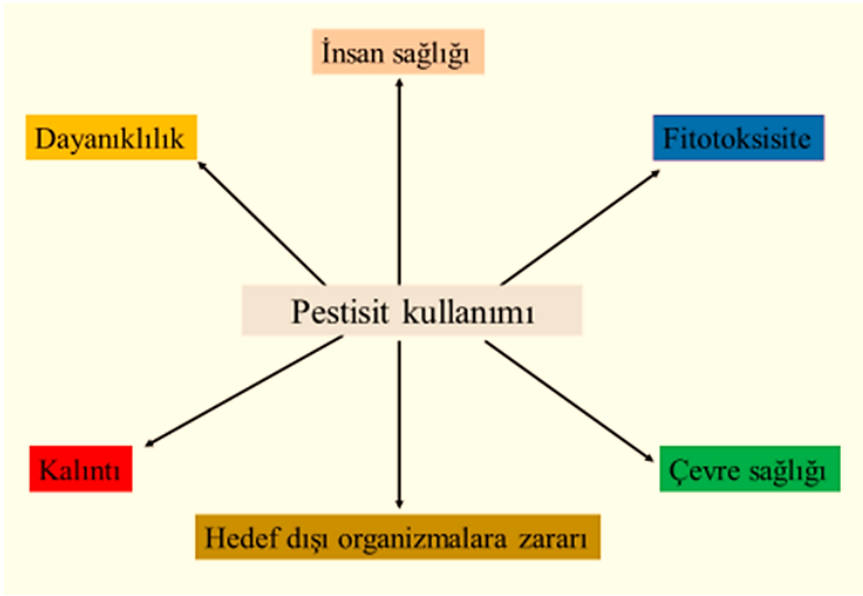 İnsan sağlığı
Dayanıklılık
Fitotoksisite
Pestisit kullanımı
Kalıntı
Çevre sağlığı
Hedef dışı organizmalara zararı